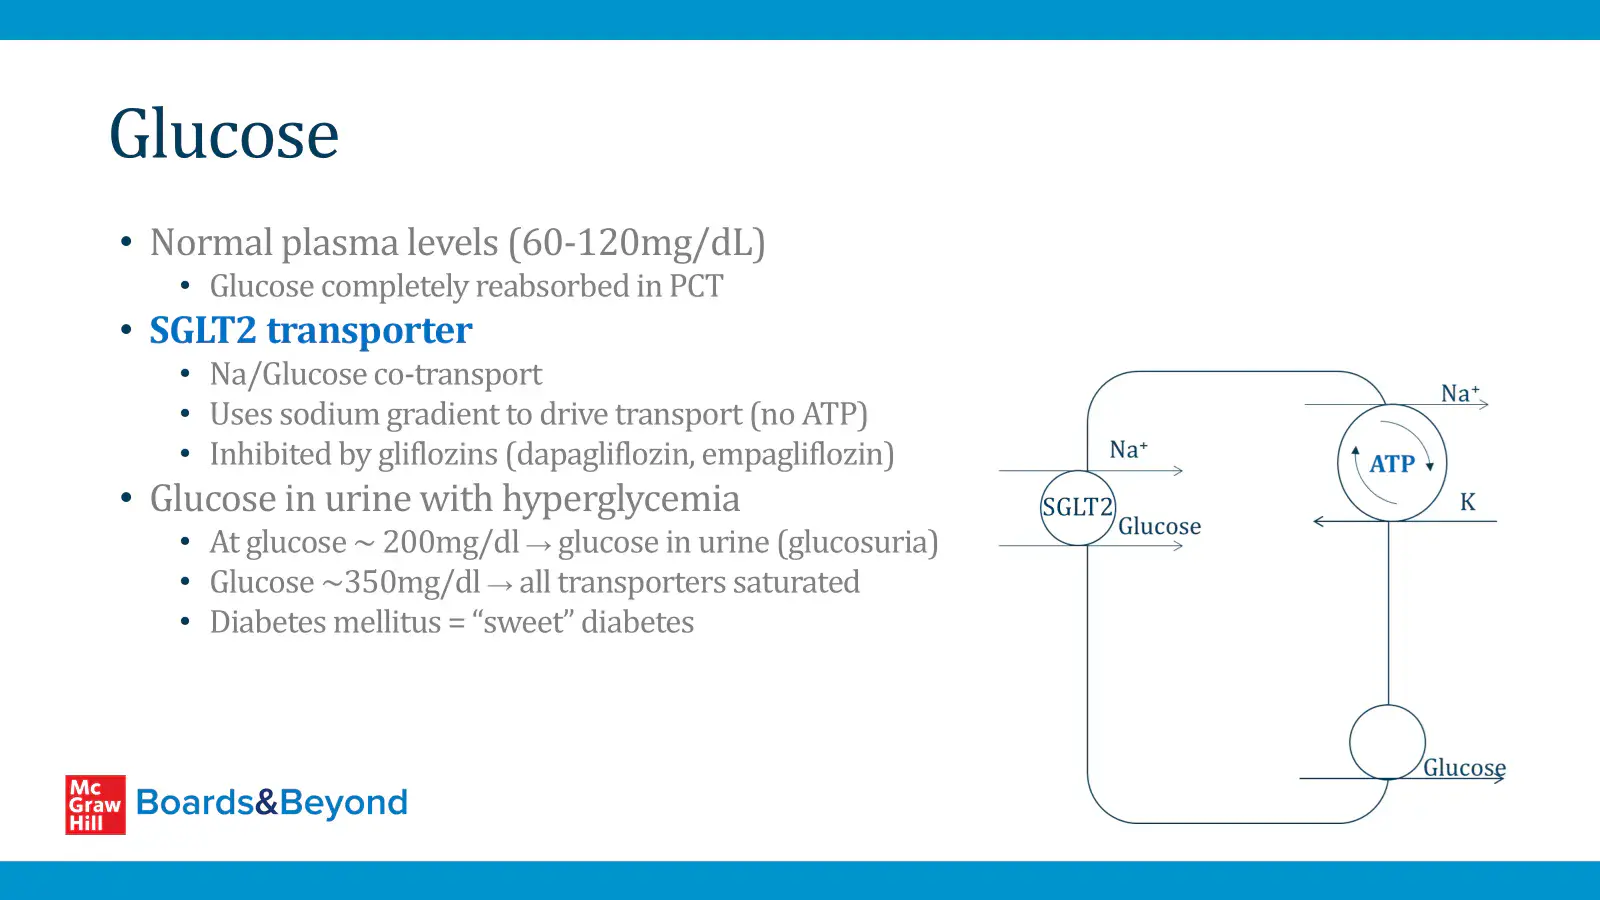 Glucose
• Normal plasma levels (60-120mg/dL)
• Glucose completely reabsorbed in PCT
• SGLT2 transporter
• Na/Glucose co-transport
• Uses sodium gradient to drive transport (no ATP)
• Inhibited by gliflozins (dapagliflozin, empagliflozin)
• Glucose in urine with hyperglycemia
• At glucose ~ 200mg/dl → glucose in urine (glucosuria)
• Glucose ~350mg/dl → all transporters saturated
• Diabetes mellitus = “sweet” diabetes
Na⁺
SGLT2
Glucose
Na⁺
ATP
K
Glucose
Mc
Graw
Hill
Boards&Beyond